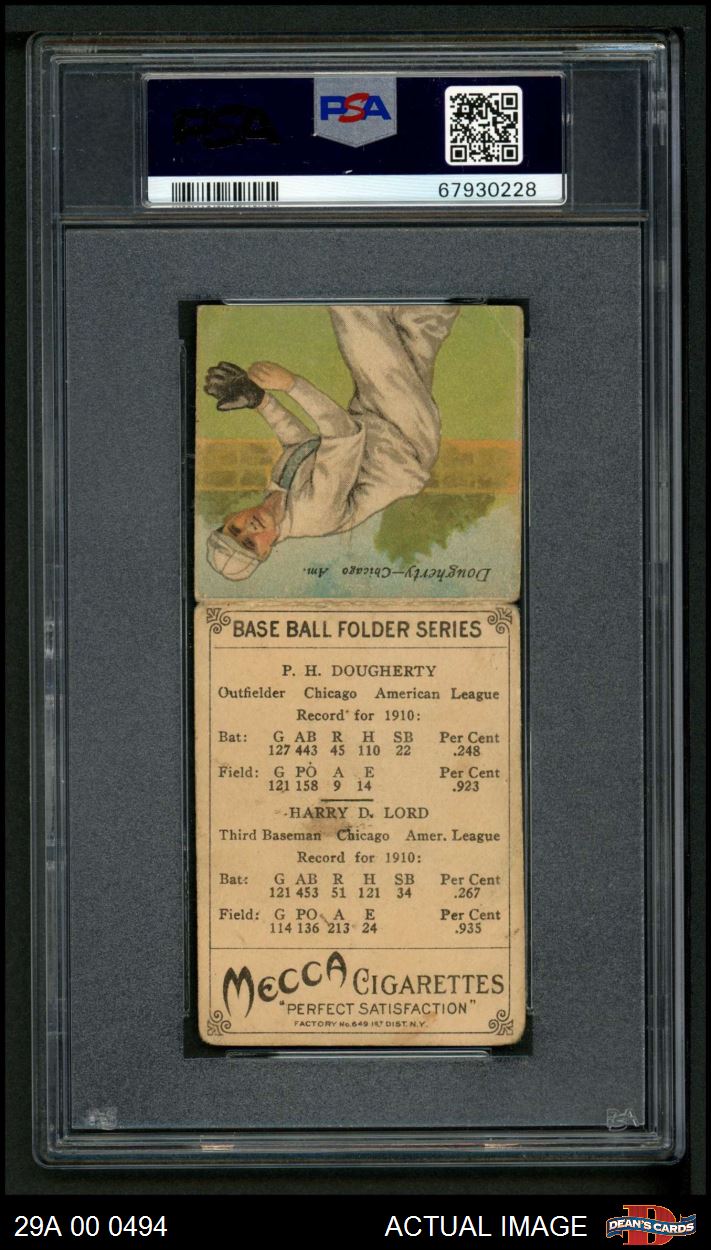 PSA
PSA
67930228
Dougherty—Chicago Am.
BASE BALL FOLDER SERIES
P. H. DOUGHERTY
Outfielder Chicago American League
Record for 1910:
Bat: G AB R H SB Per Cent
127 443 45 110 22 .248
Field: G PO A E Per Cent
121 158 9 14 .923
HARRY D. LORD
Third Baseman Chicago Amer. League
Record for 1910:
Bat: G AB R H SB Per Cent
121 453 51 121 34 .267
Field: G PO A E Per Cent
114 136 213 24 .935
MECCA CIGARETTES
"PERFECT SATISFACTION"
FACTORY No. 649 1ST DIST. N.Y.
PSA
29A 00 0494
ACTUAL IMAGE
D
DEAN'S CARDS